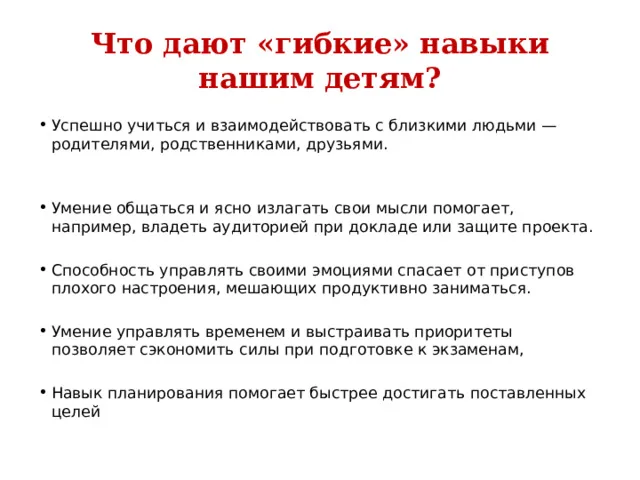 Что дают «гибкие» навыки
нашим детям?
• Успешно учиться и взаимодействовать с близкими людьми —
родителями, родственниками, друзьями.
• Умение общаться и ясно излагать свои мысли помогает,
например, владеть аудиторией при докладе или защите проекта.
• Способность управлять своими эмоциями спасает от приступов
плохого настроения, мешающих продуктивно заниматься.
• Умение управлять временем и выстраивать приоритеты
позволяет сэкономить силы при подготовке к экзаменам,
• Навык планирования помогает быстрее достигать поставленных
целей